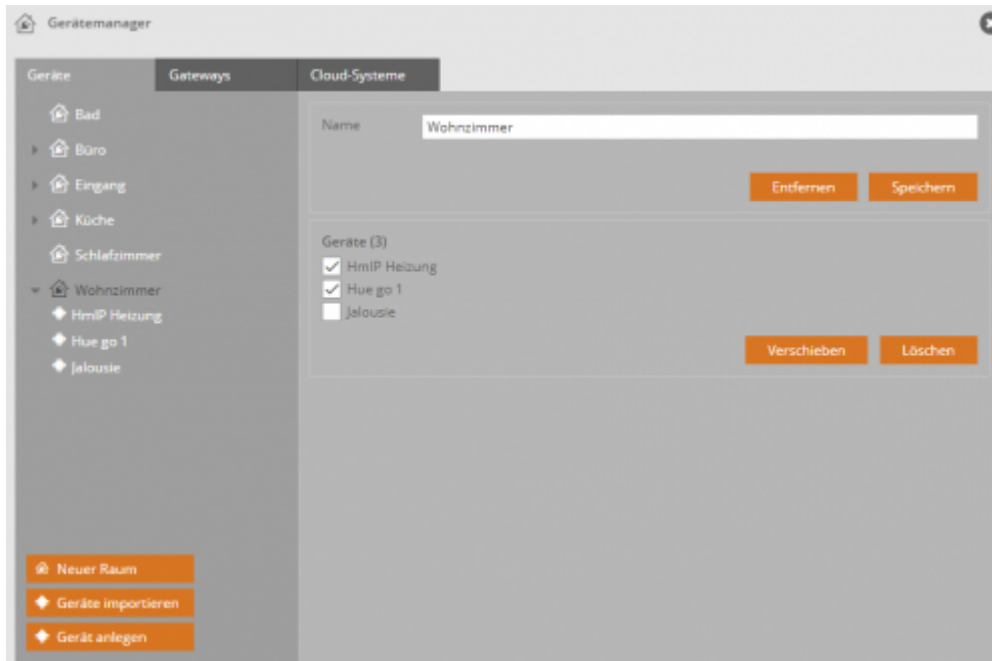 Gerätemanager
Geräte
Gateways
Cloud-Systeme
Bad
Büro
Eingang
Küche
Schlafzimmer
Wohnzimmer
HmIP Heizung
Hue go 1
Jalousie
Neuer Raum
Geräte importieren
Gerät anlegen
Name
Wohnzimmer
Entfernen
Speichern
Geräte (3)
HmIP Heizung
Hue go 1
Jalousie
Verschieben
Löschen